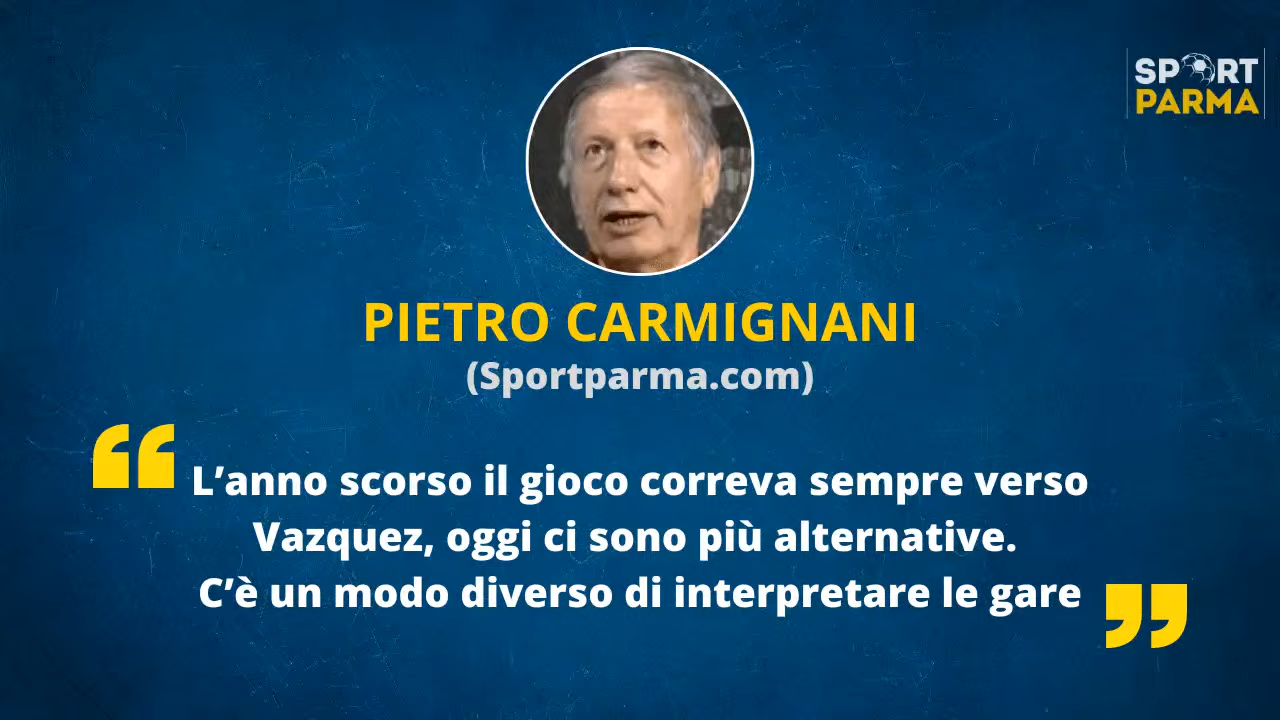 SPORT
PARMA
PIETRO CARMIGNANI
(Sportparma.com)
“L’anno scorso il gioco correva sempre verso
Vazquez, oggi ci sono più alternative.
C’è un modo diverso di interpretare le gare”